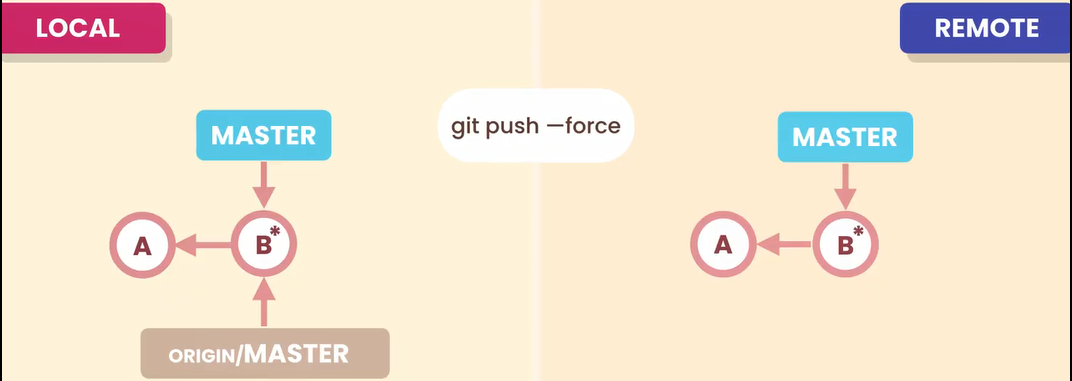 LOCAL
REMOTE
MASTER
git push —force
MASTER
A
B*
A
B*
ORIGIN/MASTER